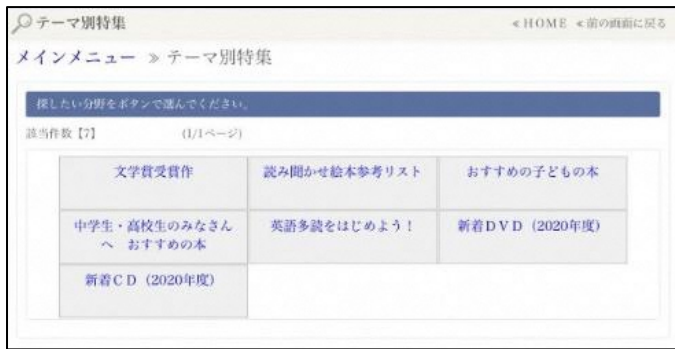 テーマ別特集
≪HOME ≪前の画面に戻る
メインメニュー ≫ テーマ別特集
探したい分野をボタンで選んでください。
該当件数【7】 (1/1ページ)
文学賞受賞作 読み聞かせ絵本参考リスト おすすめの子どもの本
中学生・高校生のみなさん 英語多読をはじめよう！ 新着DVD（2020年度）
へ おすすめの本
新着CD（2020年度）